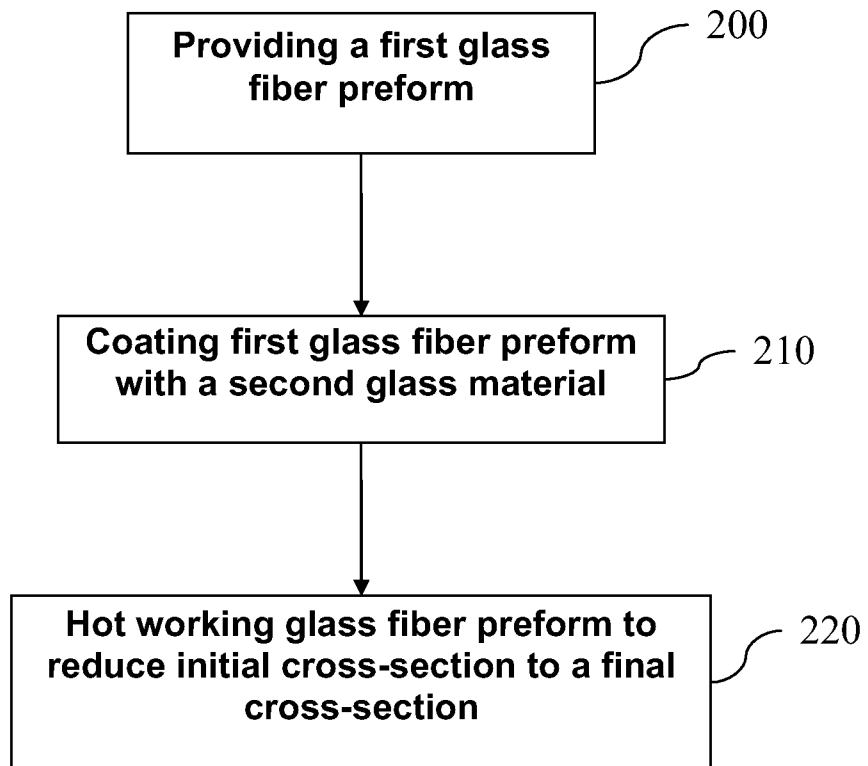 Providing a first glass
fiber preform
200
Coating first glass fiber preform
with a second glass material
210
Hot working glass fiber preform to
reduce initial cross-section to a final
cross-section
220